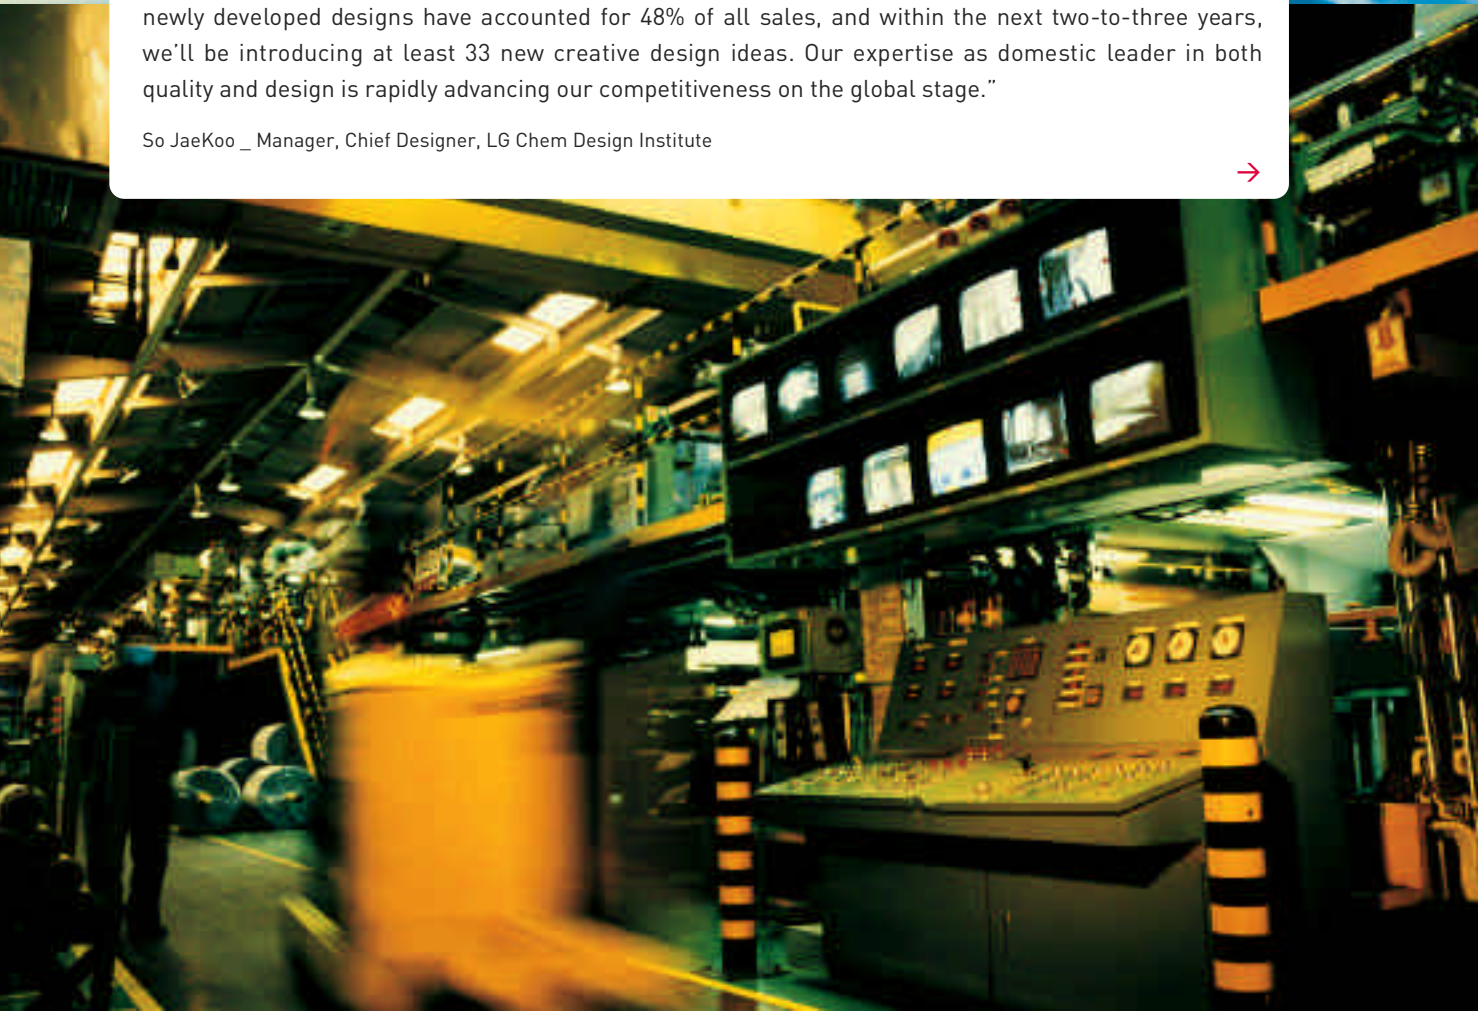 newly developed designs have accounted for 48% of all sales, and within the next two-to-three years,
we’ll be introducing at least 33 new creative design ideas. Our expertise as domestic leader in both
quality and design is rapidly advancing our competitiveness on the global stage.”
So JaeKoo _ Manager, Chief Designer, LG Chem Design Institute